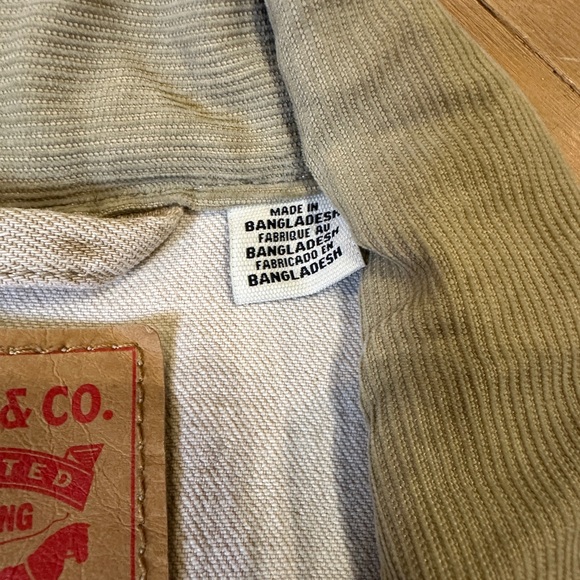 MADE IN
BANGLADESH
FABRIQUE AU
BANGLADESH
FABRICADO EN
BANGLADESH
& CO.
TED
NG